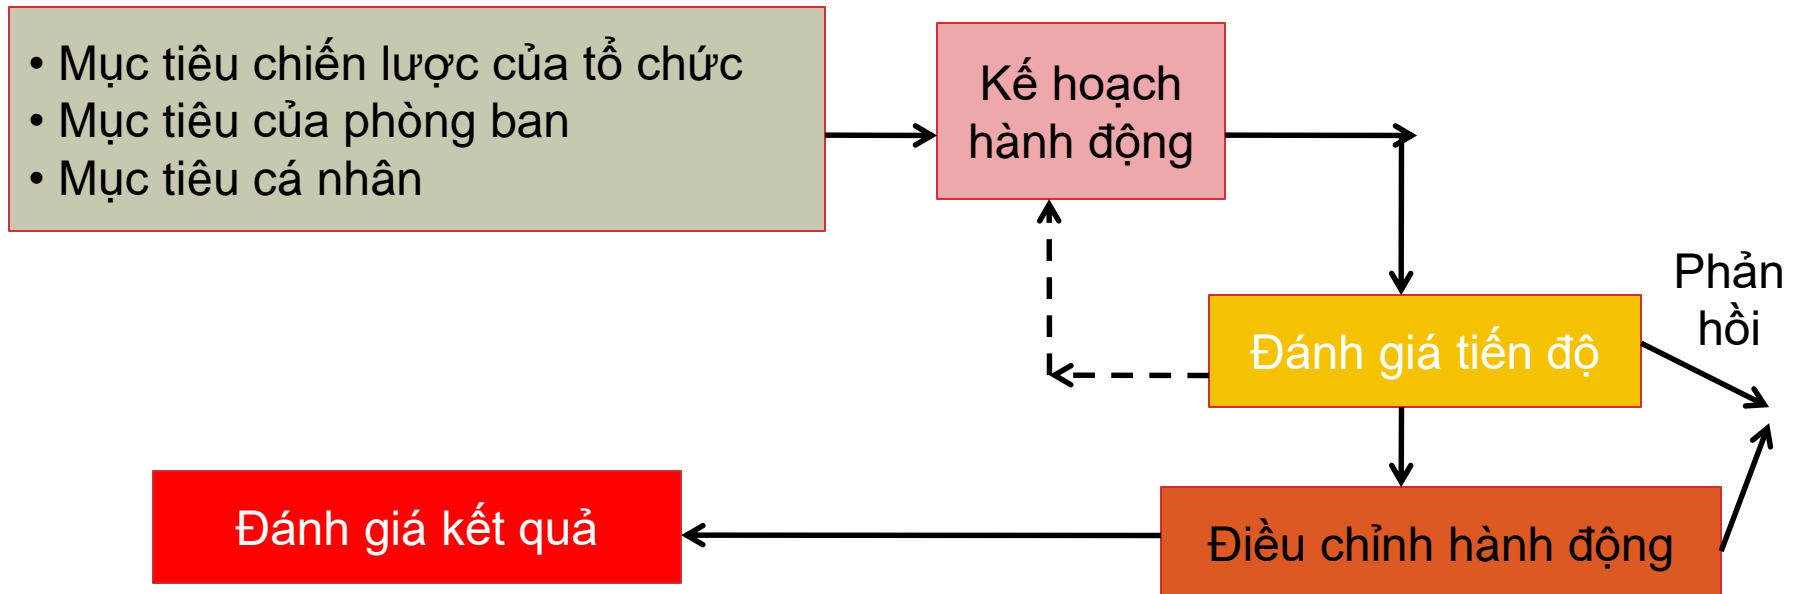 • Mục tiêu chiến lược của tổ chức
• Mục tiêu của phòng ban
• Mục tiêu cá nhân
Kế hoạch
hành động
Phản
hồi
Đánh giá tiến độ
Đánh giá kết quả
Điều chỉnh hành động